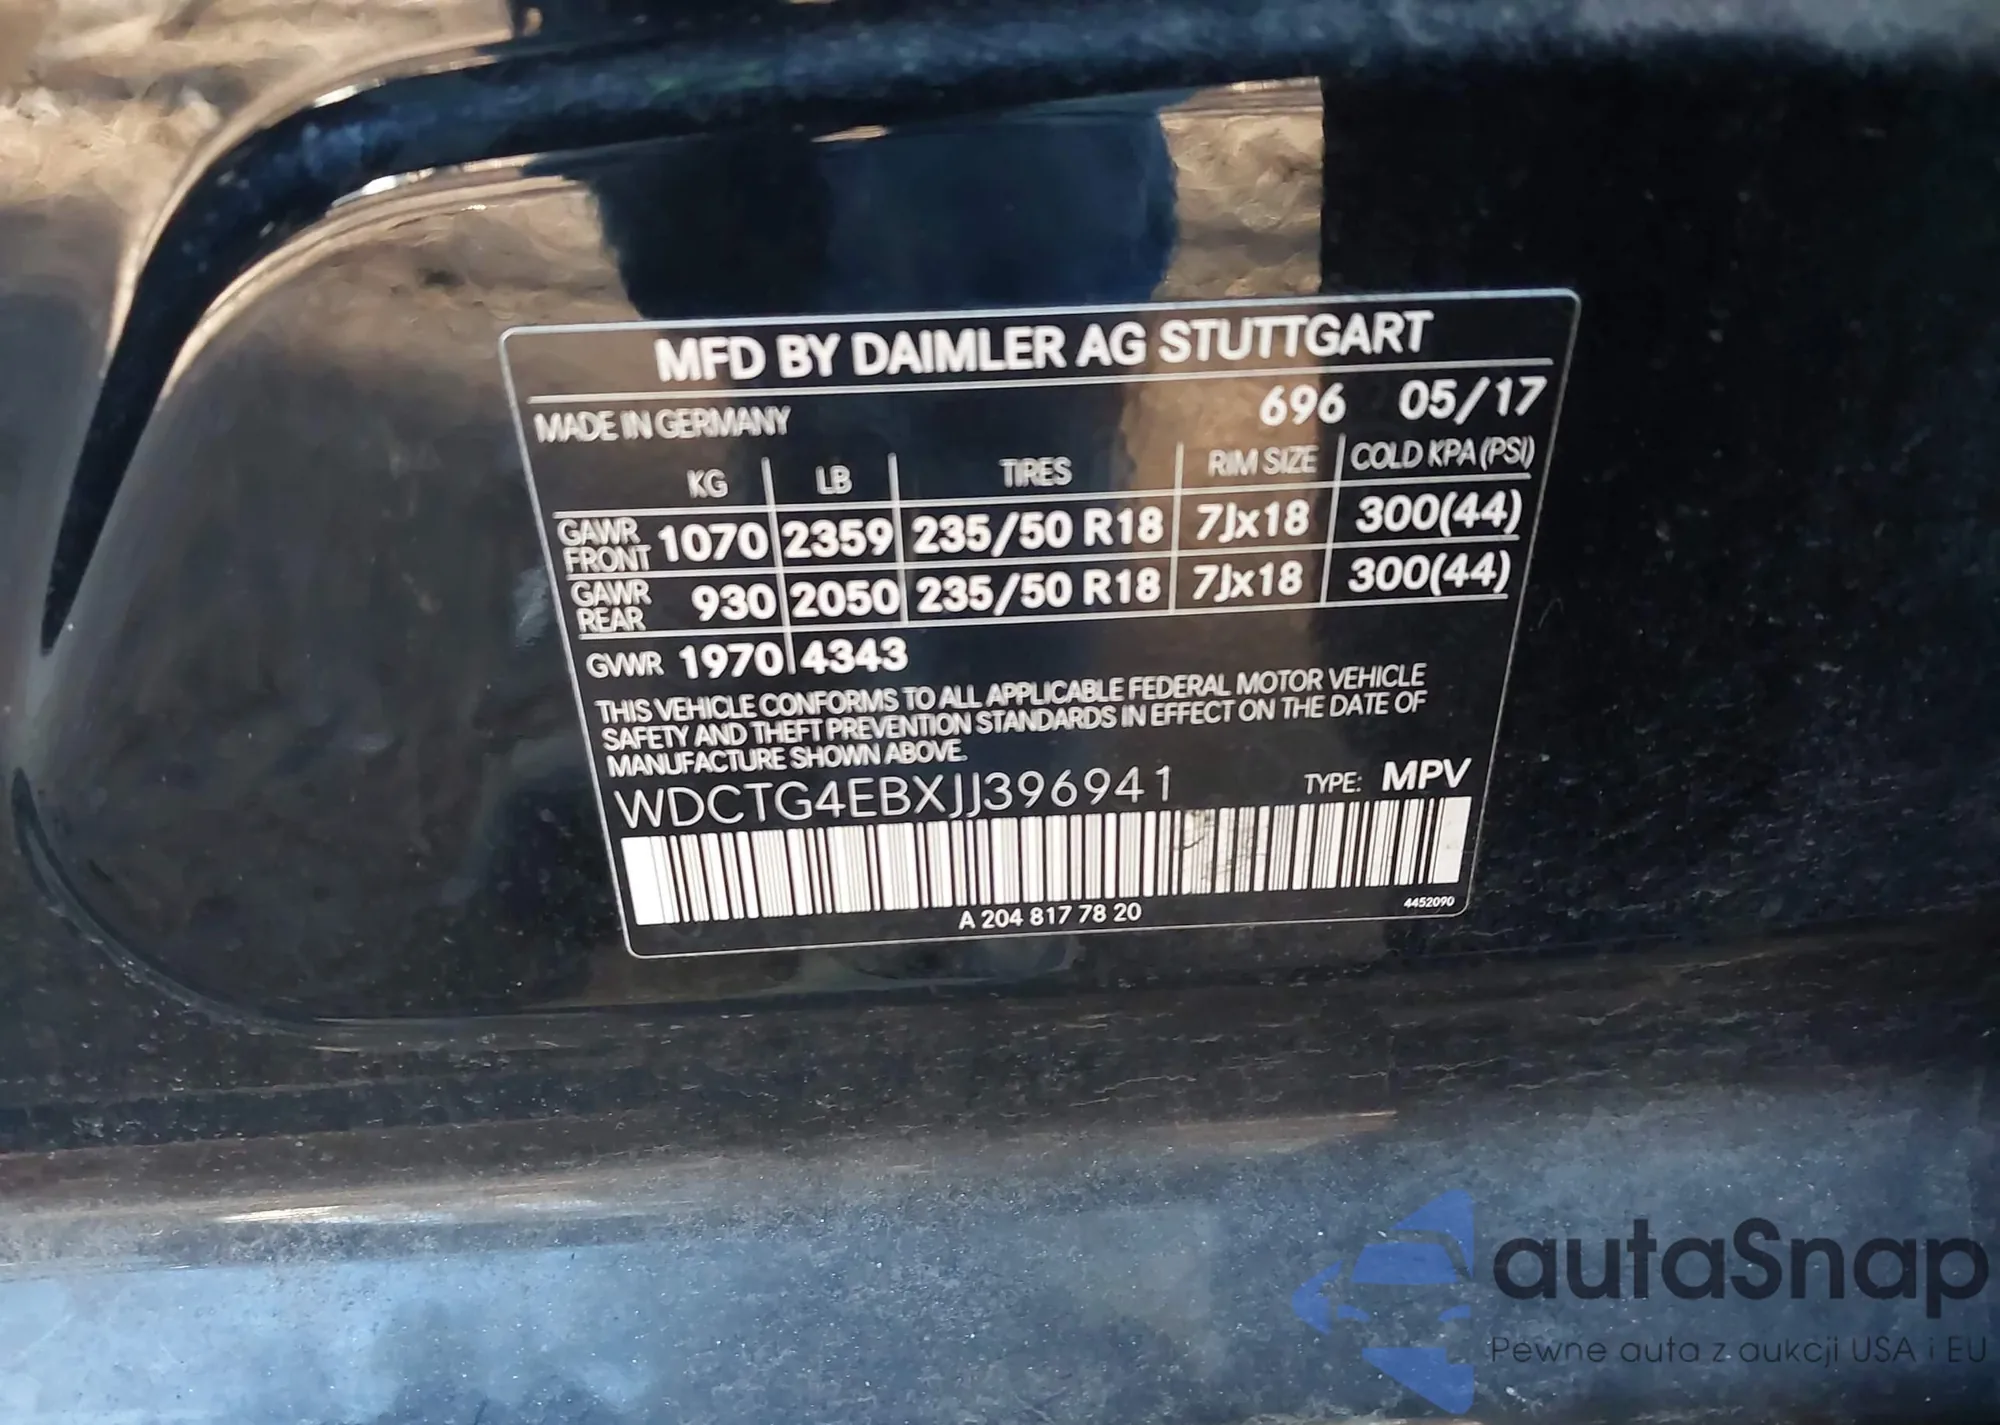 MFD BY DAIMLER AG STUTTGART
MADE IN GERMANY 696 05/17
KG LB TIRES RIM SIZE COLD KPA (PSI)
GAWR FRONT 1070 2359 235/50 R18 7Jx18 300(44)
GAWR REAR 930 2050 235/50 R18 7Jx18 300(44)
GVWR 1970 4343
THIS VEHICLE CONFORMS TO ALL APPLICABLE FEDERAL MOTOR VEHICLE
SAFETY AND THEFT PREVENTION STANDARDS IN EFFECT ON THE DATE OF
MANUFACTURE SHOWN ABOVE.
WDCTG4EBXJJ396941 TYPE: MPV
A 204 817 78 20 4452090
autaSnap
Pewne auta z aukcji USA i EU